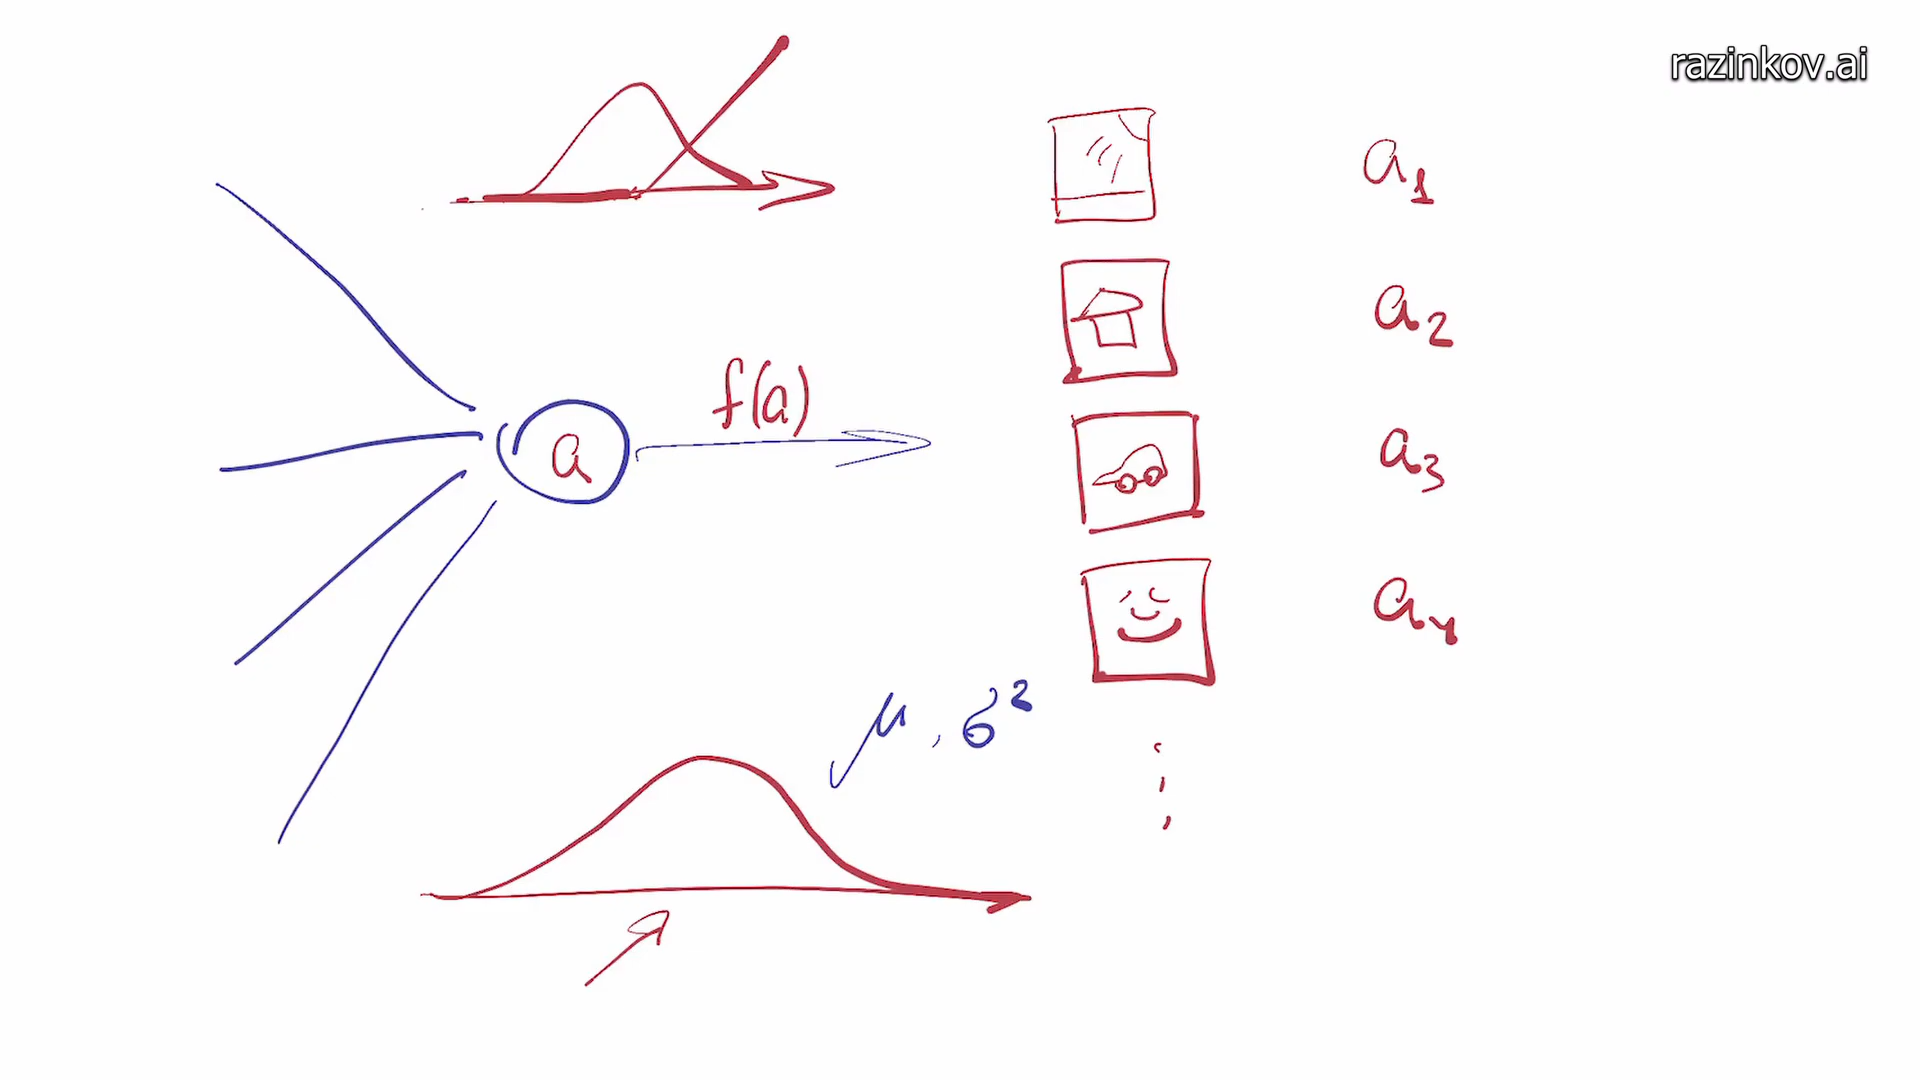 razinkov.ai
a₁
a₂
f(a)
a
a₃
a₄
μ, σ²